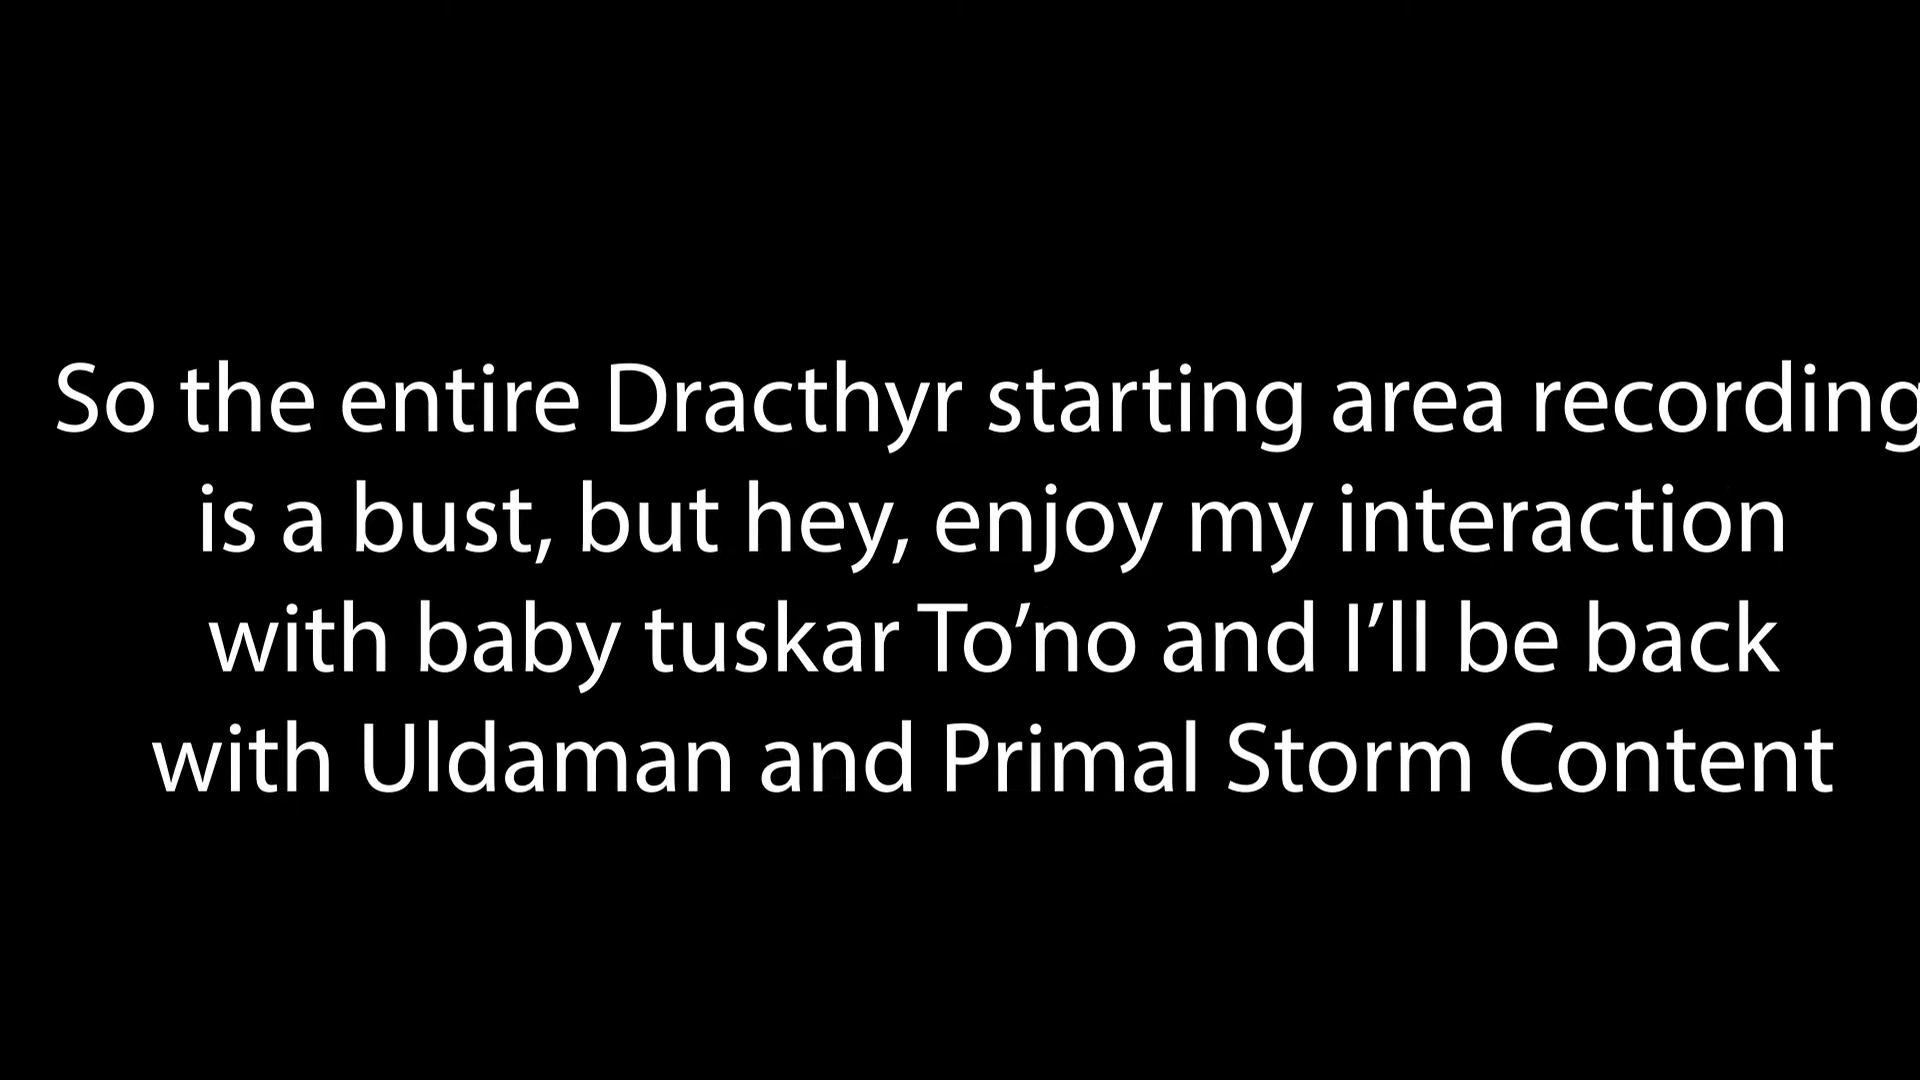 So the entire Dracthyr starting area recording
is a bust, but hey, enjoy my interaction
with baby tuskar To’no and I’ll be back
with Uldaman and Primal Storm Content